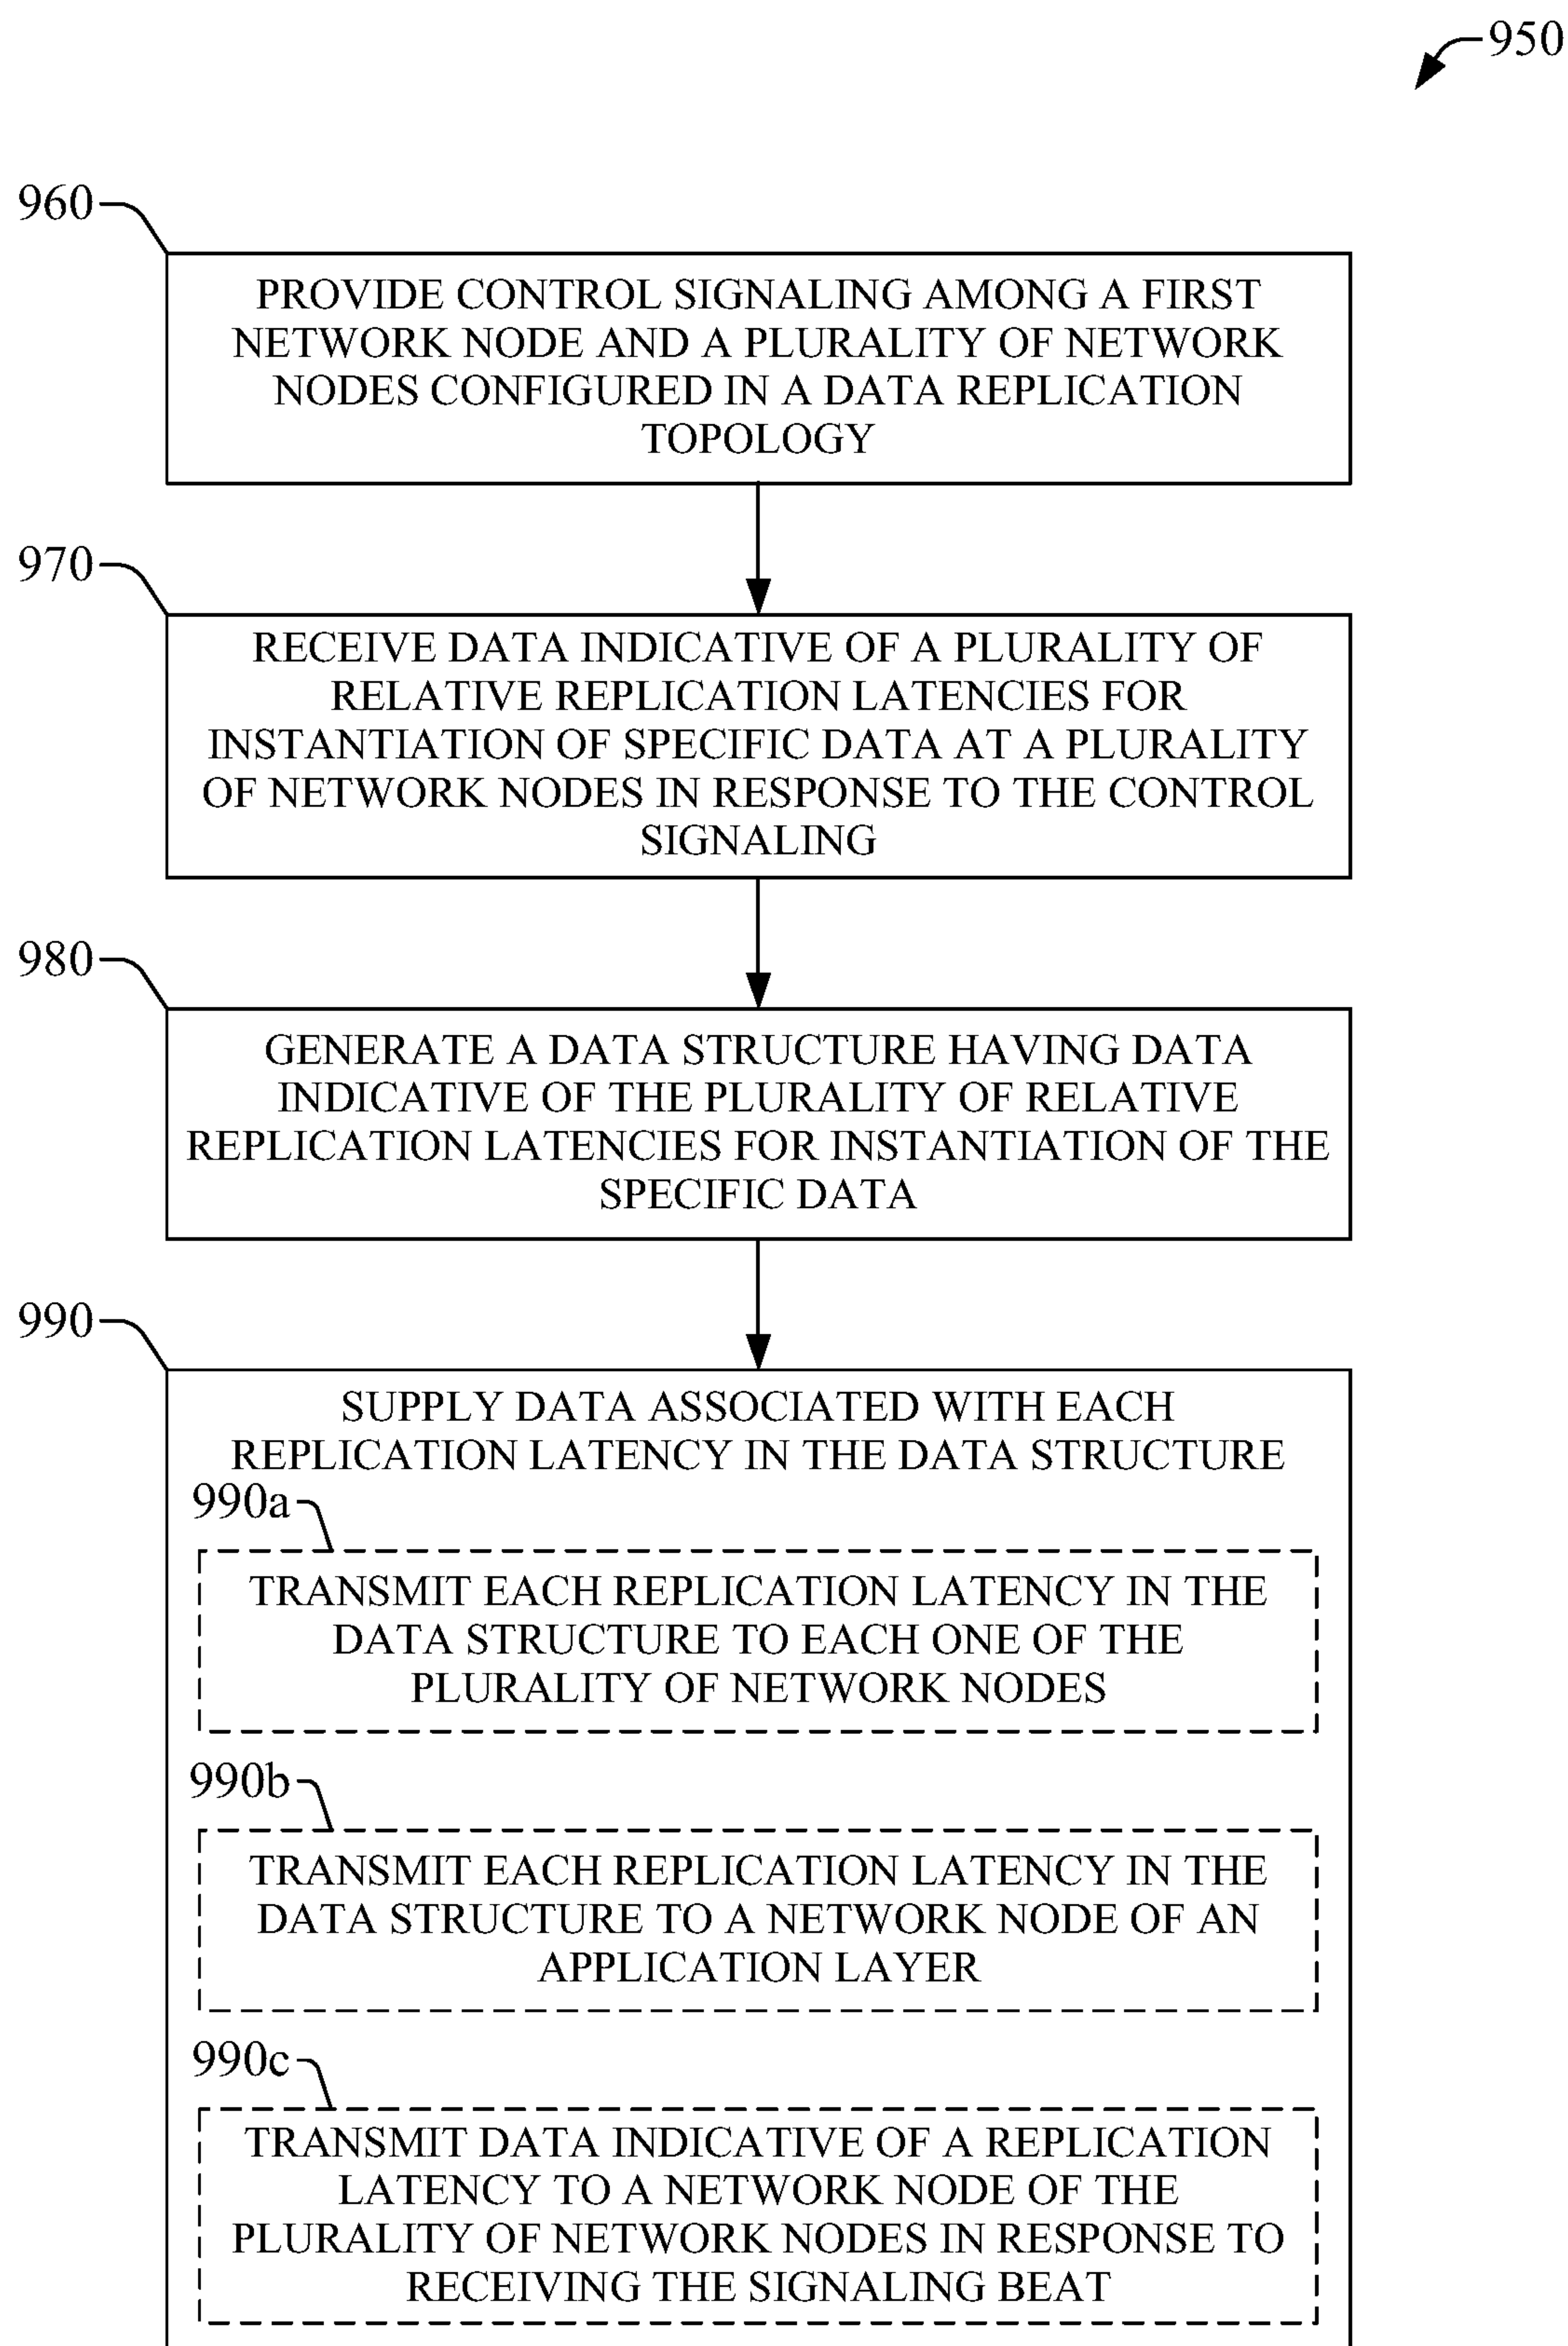 950
960
PROVIDE CONTROL SIGNALING AMONG A FIRST
NETWORK NODE AND A PLURALITY OF NETWORK
NODES CONFIGURED IN A DATA REPLICATION
TOPOLOGY
970
RECEIVE DATA INDICATIVE OF A PLURALITY OF
RELATIVE REPLICATION LATENCIES FOR
INSTANTIATION OF SPECIFIC DATA AT A PLURALITY
OF NETWORK NODES IN RESPONSE TO THE CONTROL
SIGNALING
980
GENERATE A DATA STRUCTURE HAVING DATA
INDICATIVE OF THE PLURALITY OF RELATIVE
REPLICATION LATENCIES FOR INSTANTIATION OF THE
SPECIFIC DATA
990
SUPPLY DATA ASSOCIATED WITH EACH
REPLICATION LATENCY IN THE DATA STRUCTURE
990a
TRANSMIT EACH REPLICATION LATENCY IN THE
DATA STRUCTURE TO EACH ONE OF THE
PLURALITY OF NETWORK NODES
990b
TRANSMIT EACH REPLICATION LATENCY IN THE
DATA STRUCTURE TO A NETWORK NODE OF AN
APPLICATION LAYER
990c
TRANSMIT DATA INDICATIVE OF A REPLICATION
LATENCY TO A NETWORK NODE OF THE
PLURALITY OF NETWORK NODES IN RESPONSE TO
RECEIVING THE SIGNALING BEAT